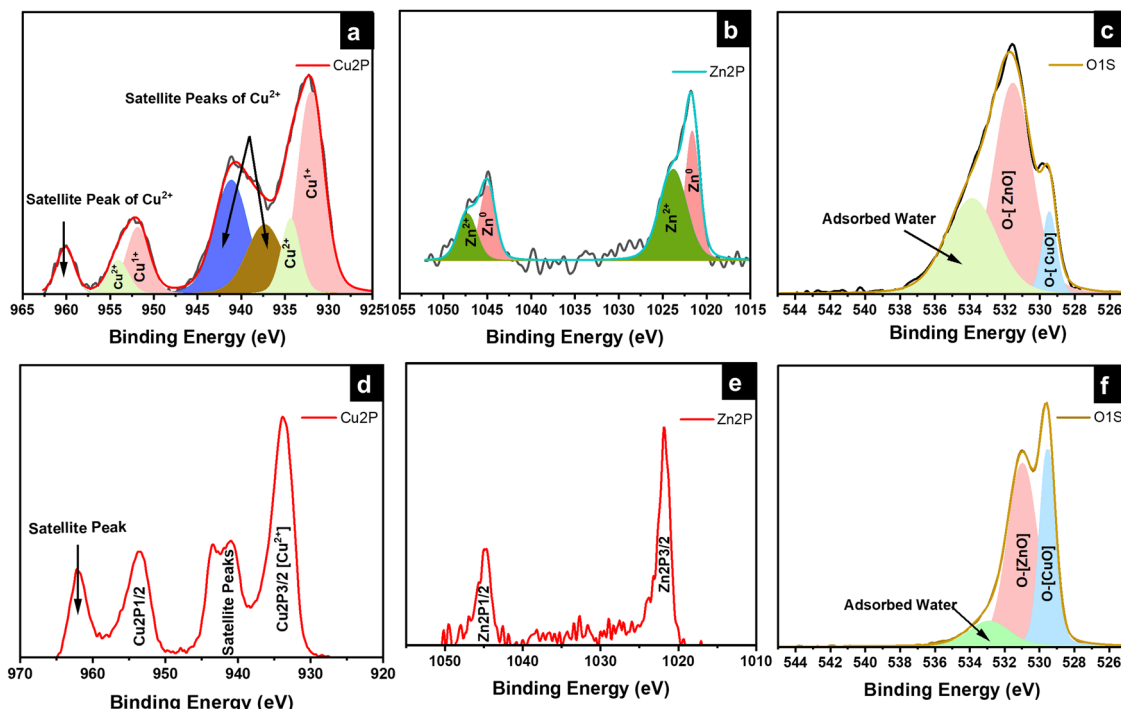 a
Cu2P
Satellite Peaks of Cu2+
Satellite Peak of Cu2+
Cu2+
Cu1+
Cu2+
Cu1+
965 960 955 950 945 940 935 930 925
Binding Energy (eV)
b
Zn2P
Zn2+
Zn0
Zn2+
Zn0
1055 1050 1045 1040 1035 1030 1025 1020 1015
Binding Energy (eV)
c
O1S
Adsorbed Water
O-[ ZnO]
O-[ CuO]
544 542 540 538 536 534 532 530 528 526
Binding Energy (eV)
d
Cu2P
Satellite Peak
Cu2P1/2
Satellite Peaks
Cu2P3/2 [Cu2+]
970 960 950 940 930 920
Binding Energy (eV)
e
Zn2P
Zn2P1/2
Zn2P3/2
1050 1040 1030 1020 1010
Binding Energy (eV)
f
O1S
Adsorbed Water
O-[ZnO]
O-[CuO]
544 542 540 538 536 534 532 530 528 526
Binding Energy (eV)